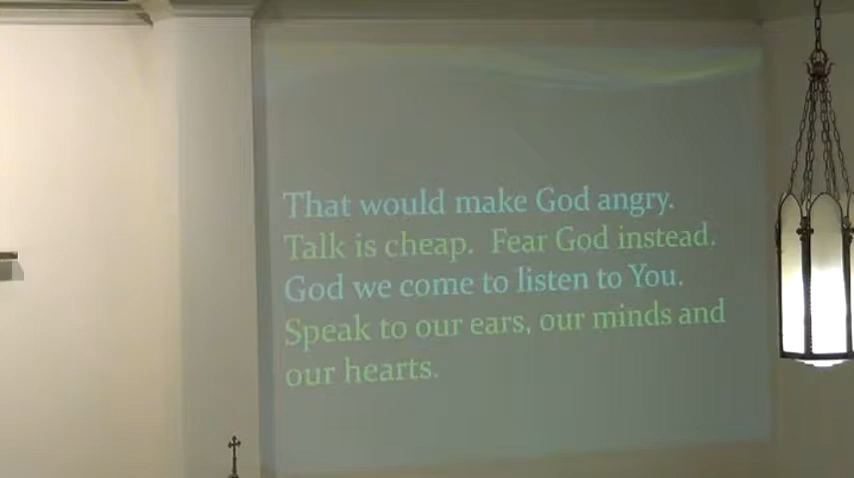 That would make God angry.
Talk is cheap.  Fear God instead.
God we come to listen to You.
Speak to our ears, our minds and
our hearts.